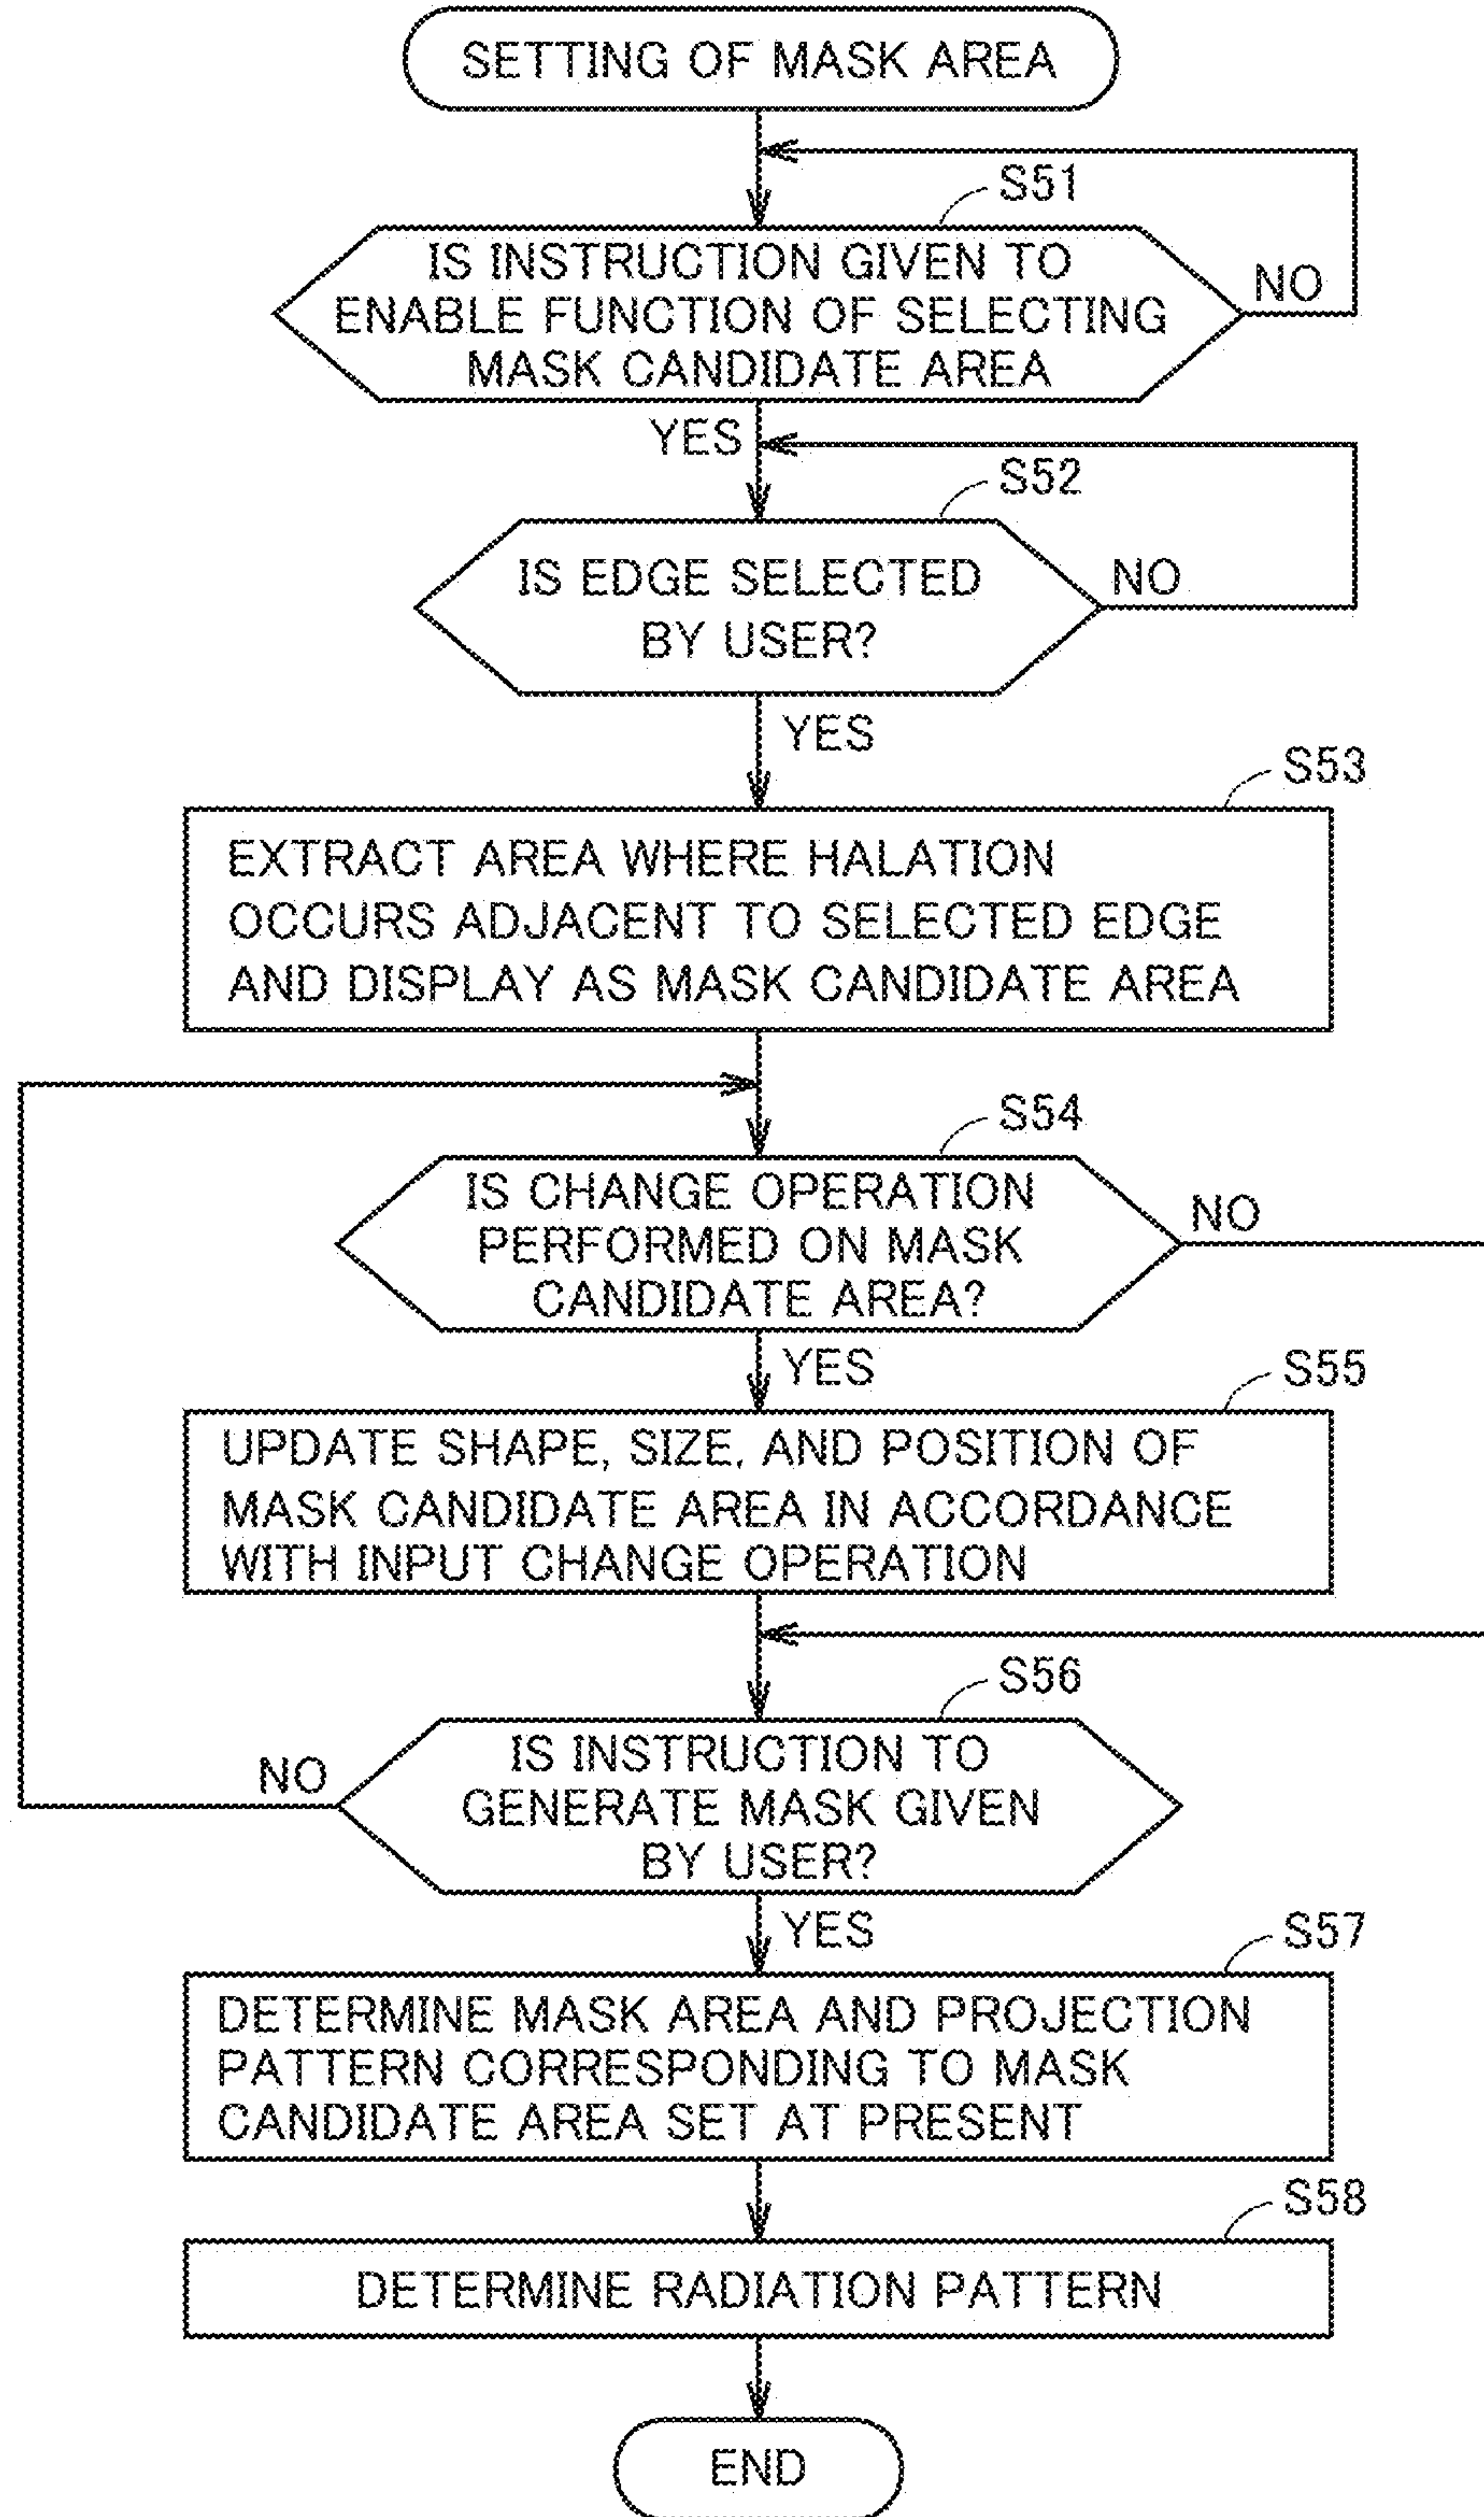 SETTING OF MASK AREA
S51
IS INSTRUCTION GIVEN TO
ENABLE FUNCTION OF SELECTING
MASK CANDIDATE AREA
NO
YES
S52
IS EDGE SELECTED
BY USER?
NO
YES
S53
EXTRACT AREA WHERE HALATION
OCCURS ADJACENT TO SELECTED EDGE
AND DISPLAY AS MASK CANDIDATE AREA
S54
IS CHANGE OPERATION
PERFORMED ON MASK
CANDIDATE AREA?
NO
YES
S55
UPDATE SHAPE, SIZE, AND POSITION OF
MASK CANDIDATE AREA IN ACCORDANCE
WITH INPUT CHANGE OPERATION
S56
IS INSTRUCTION TO
GENERATE MASK GIVEN
BY USER?
NO
YES
S57
DETERMINE MASK AREA AND PROJECTION
PATTERN CORRESPONDING TO MASK
CANDIDATE AREA SET AT PRESENT
S58
DETERMINE RADIATION PATTERN
END